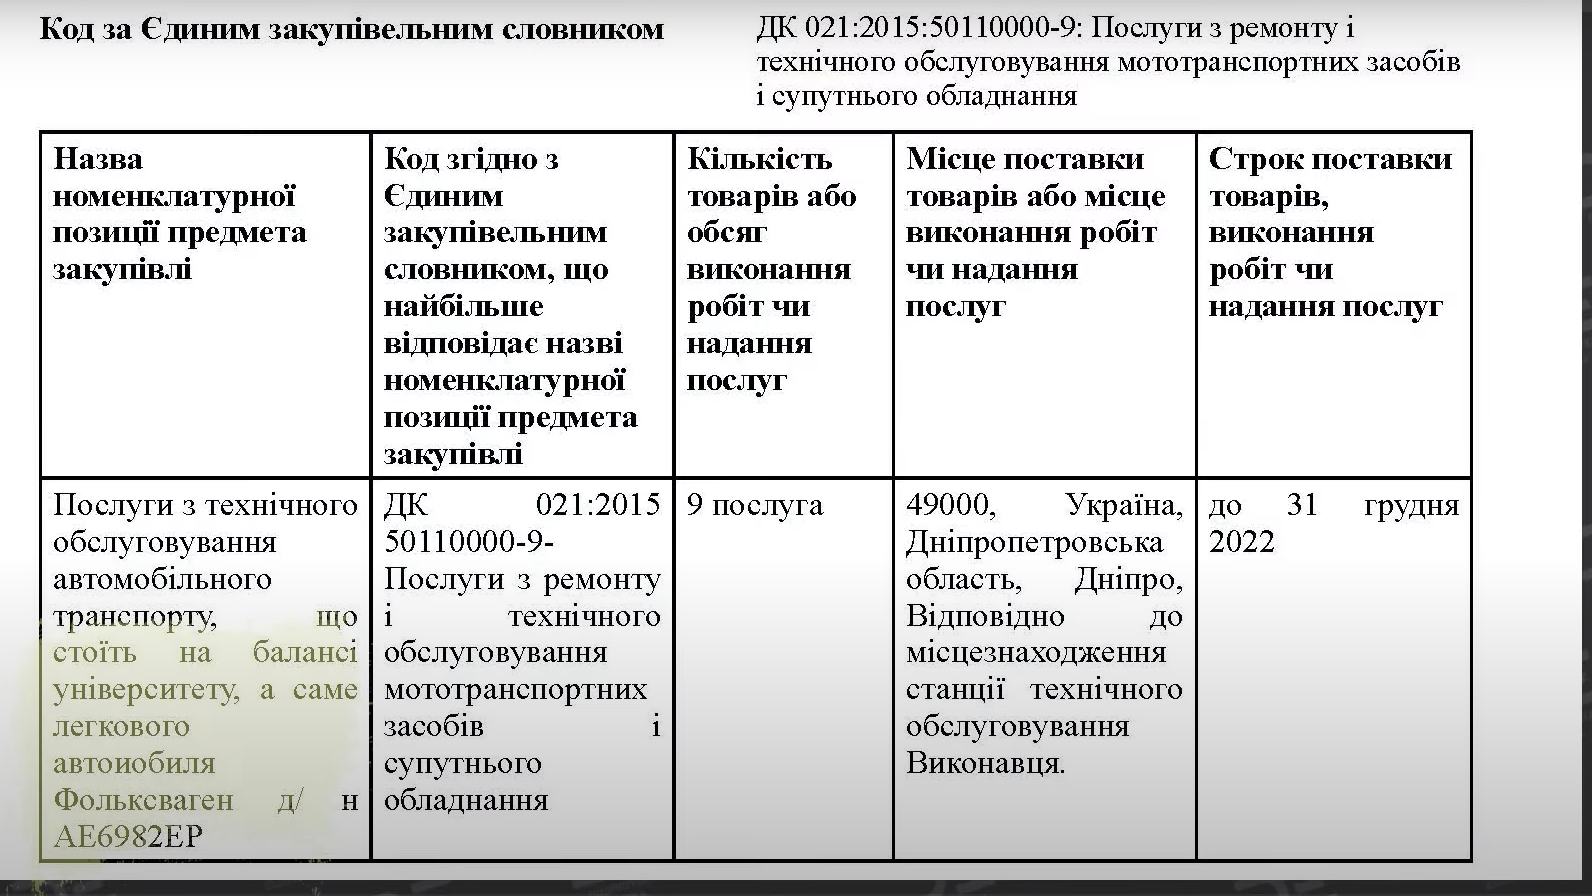 Код за Єдиним закупівельним словником
ДК 021:2015:50110000-9: Послуги з ремонту і
технічного обслуговування мототранспортних засобів
і супутнього обладнання
Назва
номенклатурної
позиції предмета
закупівлі
Код згідно з
Єдиним
закупівельним
словником, що
найбільше
відповідає назві
номенклатурної
позиції предмета
закупівлі
Кількість
товарів або
обсяг
виконання
робіт чи
надання
послуг
Місце поставки
товарів або місце
виконання робіт
чи надання
послуг
Строк поставки
товарів,
виконання
робіт чи
надання послуг
Послуги з технічного
обслуговування
автомобільного
транспорту, що
стоїть на балансі
університету, а саме
легкового
автоиобиля
Фольксваген д/ н
АЕ6982ЕР
ДК 021:2015
50110000-9-
Послуги з ремонту
і технічного
обслуговування
мототранспортних
засобів і
супутнього
обладнання
9 послуга
49000, Україна,
Дніпропетровська
область, Дніпро,
Відповідно до
місцезнаходження
станції технічного
обслуговування
Виконавця.
до 31 грудня
2022